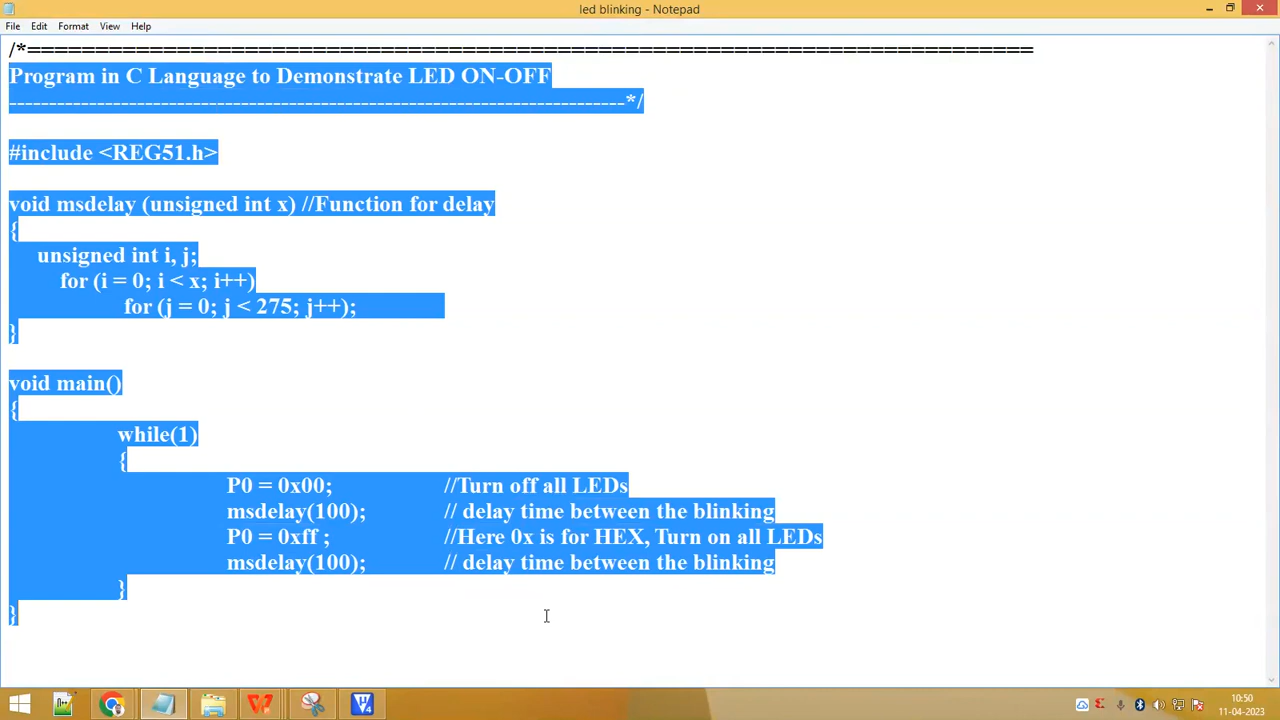 led blinking - Notepad
File Edit Format View Help
/*==========================================================================
Program in C Language to Demonstrate LED ON-OFF
------------------------------------------------------------------------------*/
#include <REG51.h>
void msdelay (unsigned int x) //Function for delay
{
unsigned int i, j;
for (i = 0; i < x; i++)
for (j = 0; j < 275; j++);
}
void main()
{
while(1)
{
P0 = 0x00; //Turn off all LEDs
msdelay(100); // delay time between the blinking
P0 = 0xff ; //Here 0x is for HEX, Turn on all LEDs
msdelay(100); // delay time between the blinking
}
}
10:50
11-04-2023